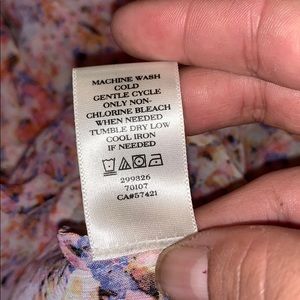 MACHINE WASH
COLD
GENTLE CYCLE
ONLY NON-
CHLORINE BLEACH
WHEN NEEDED
TUMBLE DRY LOW
COOL IRON
IF NEEDED
299326
70107
CA#57421